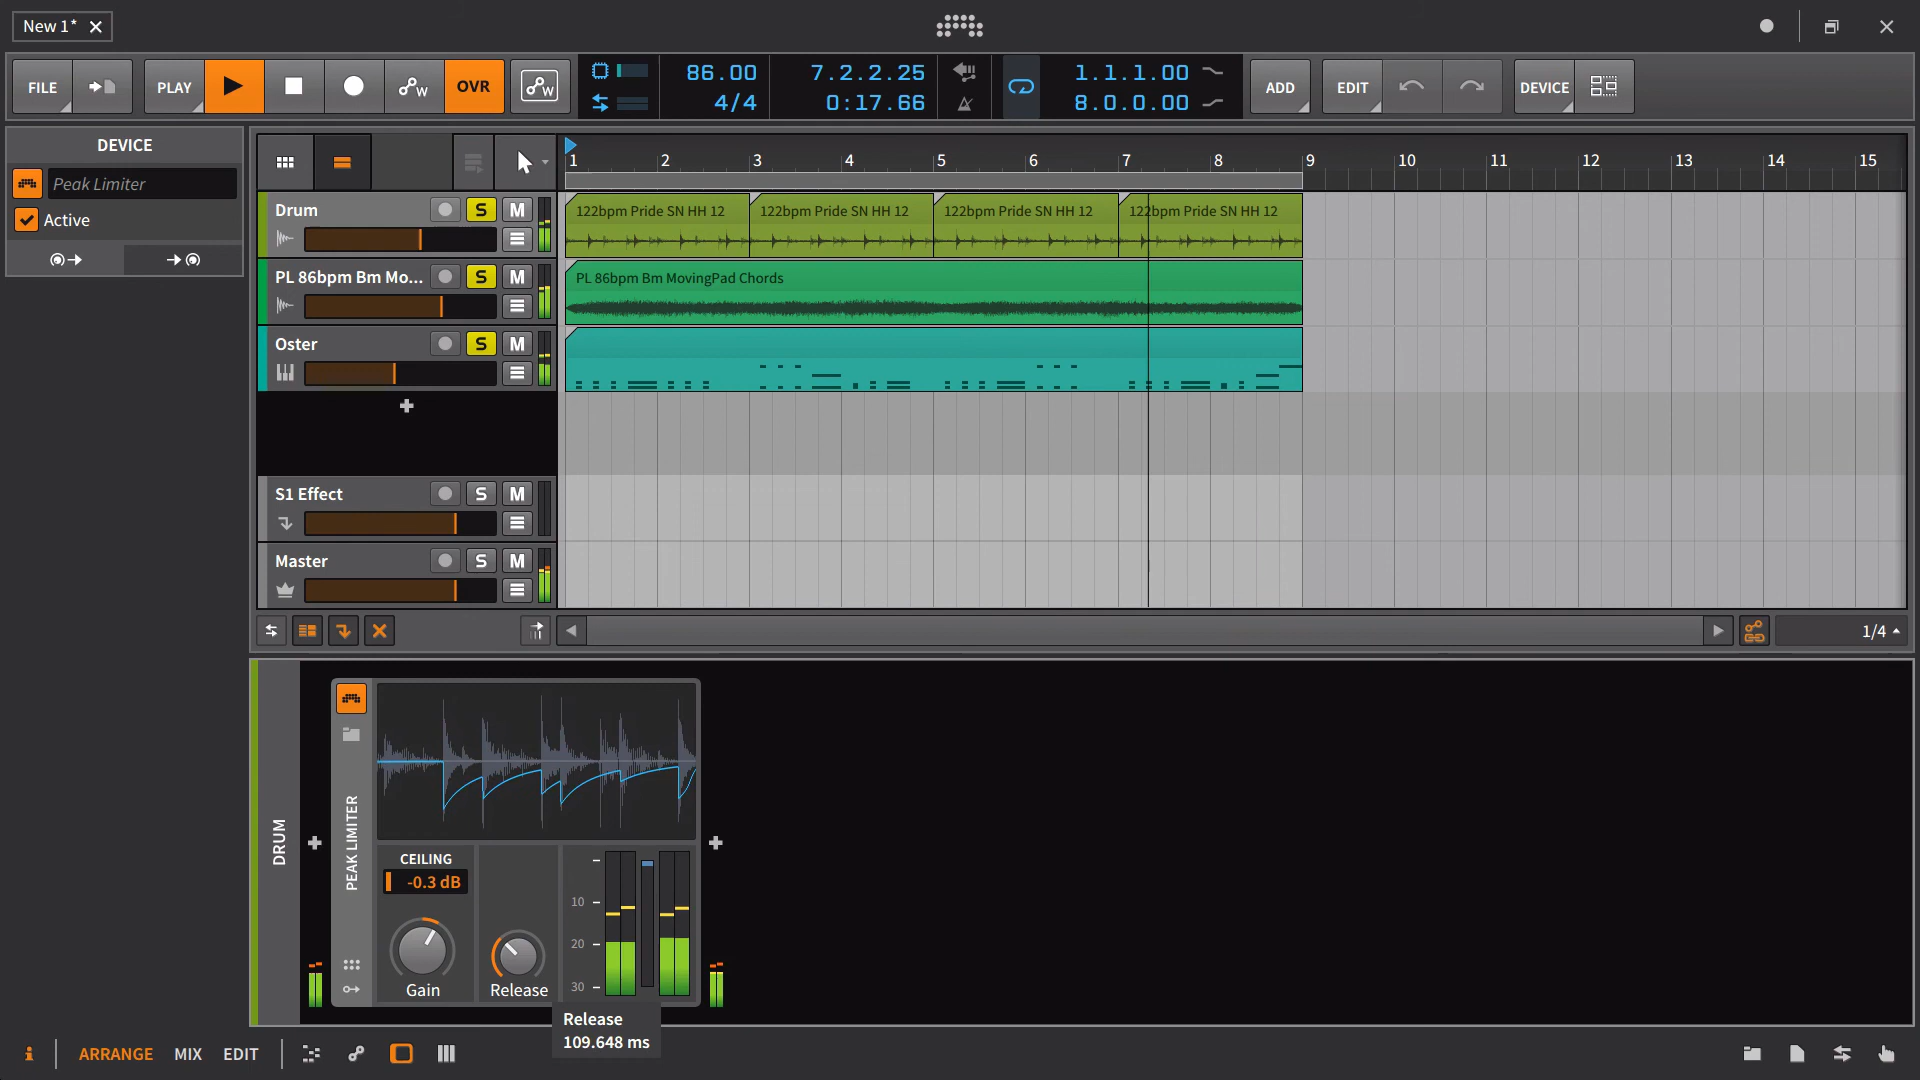 New 1*
FILE
PLAY
OVR
86.00
4/4
7.2.2.25
0:17.66
1.1.1.00
8.0.0.00
ADD
EDIT
DEVICE
DEVICE
Peak Limiter
Active
1 2 3 4 5 6 7 8 9 10 11 12 13 14 15
Drum S M
122bpm Pride SN HH 12 122bpm Pride SN HH 12 122bpm Pride SN HH 12 122bpm Pride SN HH 12
PL 86bpm Bm Mo... S M
PL 86bpm Bm MovingPad Chords
Oster S M
S1 Effect S M
Master S M
1/4
DRUM
PEAK LIMITER
CEILING
-0.3 dB
Gain
Release
10
20
30
Release
109.648 ms
i
ARRANGE MIX EDIT